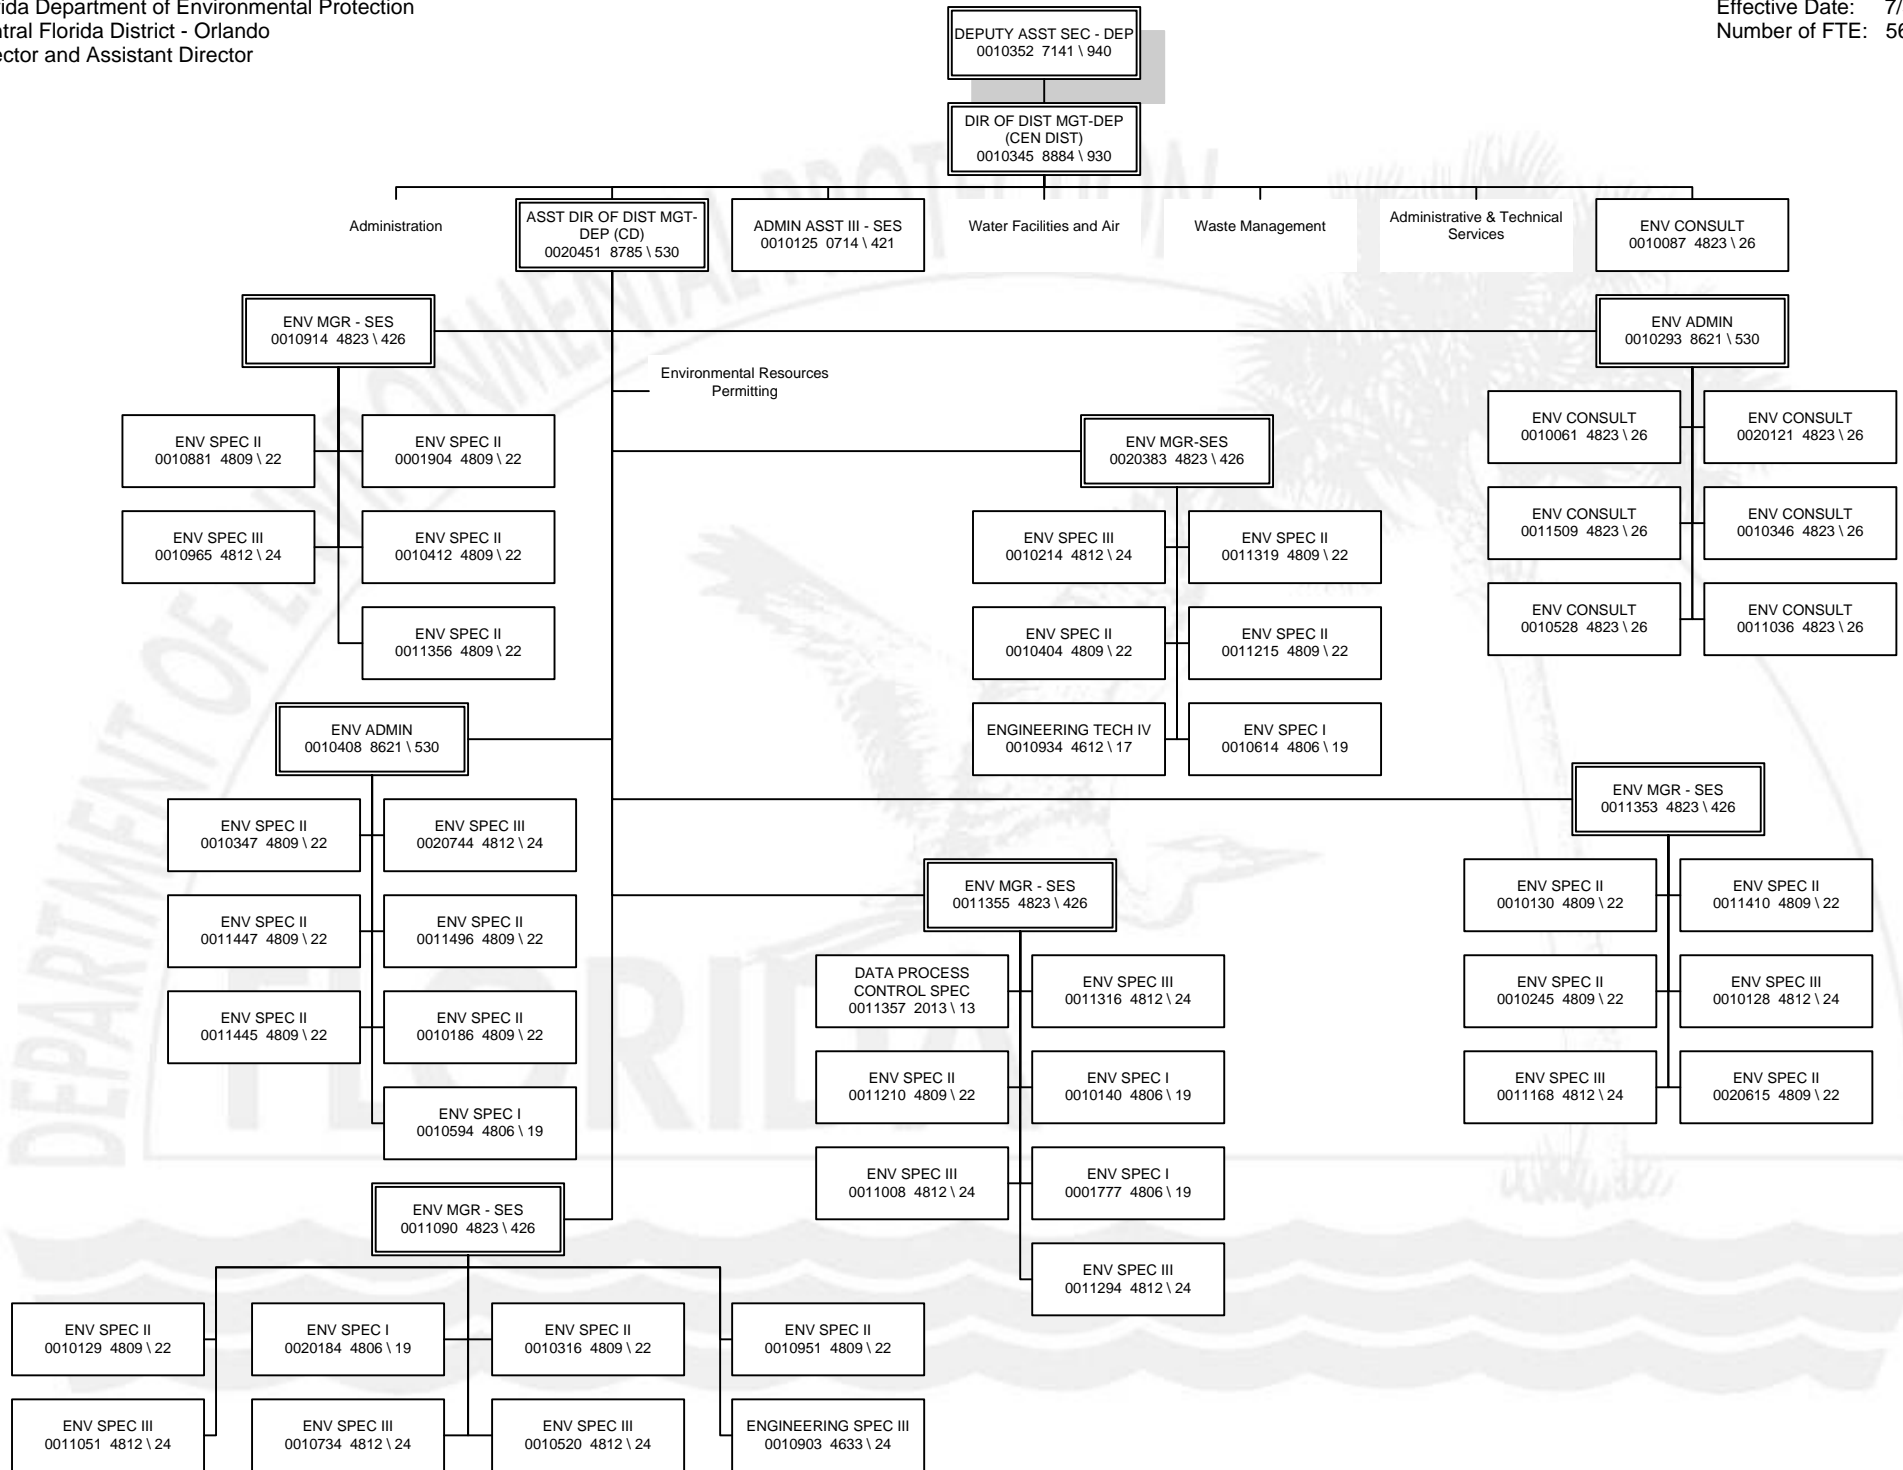 rida Department of Environmental Protection
ntral Florida District - Orlando
ector and Assistant Director
Effective Date: 7/
Number of FTE: 56
DEPUTY ASST SEC - DEP
0010352 7141 \ 940
DIR OF DIST MGT-DEP
(CEN DIST)
0010345 8884 \ 930
Administration
ASST DIR OF DIST MGT-
DEP (CD)
0020451 8785 \ 530
ADMIN ASST III - SES
0010125 0714 \ 421
Water Facilities and Air
Waste Management
Administrative & Technical
Services
ENV CONSULT
0010087 4823 \ 26
ENV MGR - SES
0010914 4823 \ 426
ENV ADMIN
0010293 8621 \ 530
Environmental Resources
Permitting
ENV SPEC II
0010881 4809 \ 22
ENV SPEC II
0001904 4809 \ 22
ENV SPEC III
0010965 4812 \ 24
ENV SPEC II
0010412 4809 \ 22
ENV SPEC II
0011356 4809 \ 22
ENV MGR-SES
0020383 4823 \ 426
ENV SPEC III
0010214 4812 \ 24
ENV SPEC II
0011319 4809 \ 22
ENV SPEC II
0010404 4809 \ 22
ENV SPEC II
0011215 4809 \ 22
ENGINEERING TECH IV
0010934 4612 \ 17
ENV SPEC I
0010614 4806 \ 19
ENV CONSULT
0010061 4823 \ 26
ENV CONSULT
0020121 4823 \ 26
ENV CONSULT
0011509 4823 \ 26
ENV CONSULT
0010346 4823 \ 26
ENV CONSULT
0010528 4823 \ 26
ENV CONSULT
0011036 4823 \ 26
ENV ADMIN
0010408 8621 \ 530
ENV SPEC II
0010347 4809 \ 22
ENV SPEC III
0020744 4812 \ 24
ENV SPEC II
0011447 4809 \ 22
ENV SPEC II
0011496 4809 \ 22
ENV SPEC II
0011445 4809 \ 22
ENV SPEC II
0010186 4809 \ 22
ENV SPEC I
0010594 4806 \ 19
ENV MGR - SES
0011353 4823 \ 426
ENV SPEC II
0010130 4809 \ 22
ENV SPEC II
0011410 4809 \ 22
ENV SPEC II
0010245 4809 \ 22
ENV SPEC III
0010128 4812 \ 24
ENV SPEC III
0011168 4812 \ 24
ENV SPEC II
0020615 4809 \ 22
ENV MGR - SES
0011355 4823 \ 426
DATA PROCESS
CONTROL SPEC
0011357 2013 \ 13
ENV SPEC III
0011316 4812 \ 24
ENV SPEC II
0011210 4809 \ 22
ENV SPEC I
0010140 4806 \ 19
ENV SPEC III
0011008 4812 \ 24
ENV SPEC I
0001777 4806 \ 19
ENV SPEC III
0011294 4812 \ 24
ENV MGR - SES
0011090 4823 \ 426
ENV SPEC II
0010129 4809 \ 22
ENV SPEC I
0020184 4806 \ 19
ENV SPEC II
0010316 4809 \ 22
ENV SPEC II
0010951 4809 \ 22
ENV SPEC III
0011051 4812 \ 24
ENV SPEC III
0010734 4812 \ 24
ENV SPEC III
0010520 4812 \ 24
ENGINEERING SPEC III
0010903 4633 \ 24
DEPARTMENT OF ENVIRONMENTAL PROTECTION
FLORIDA